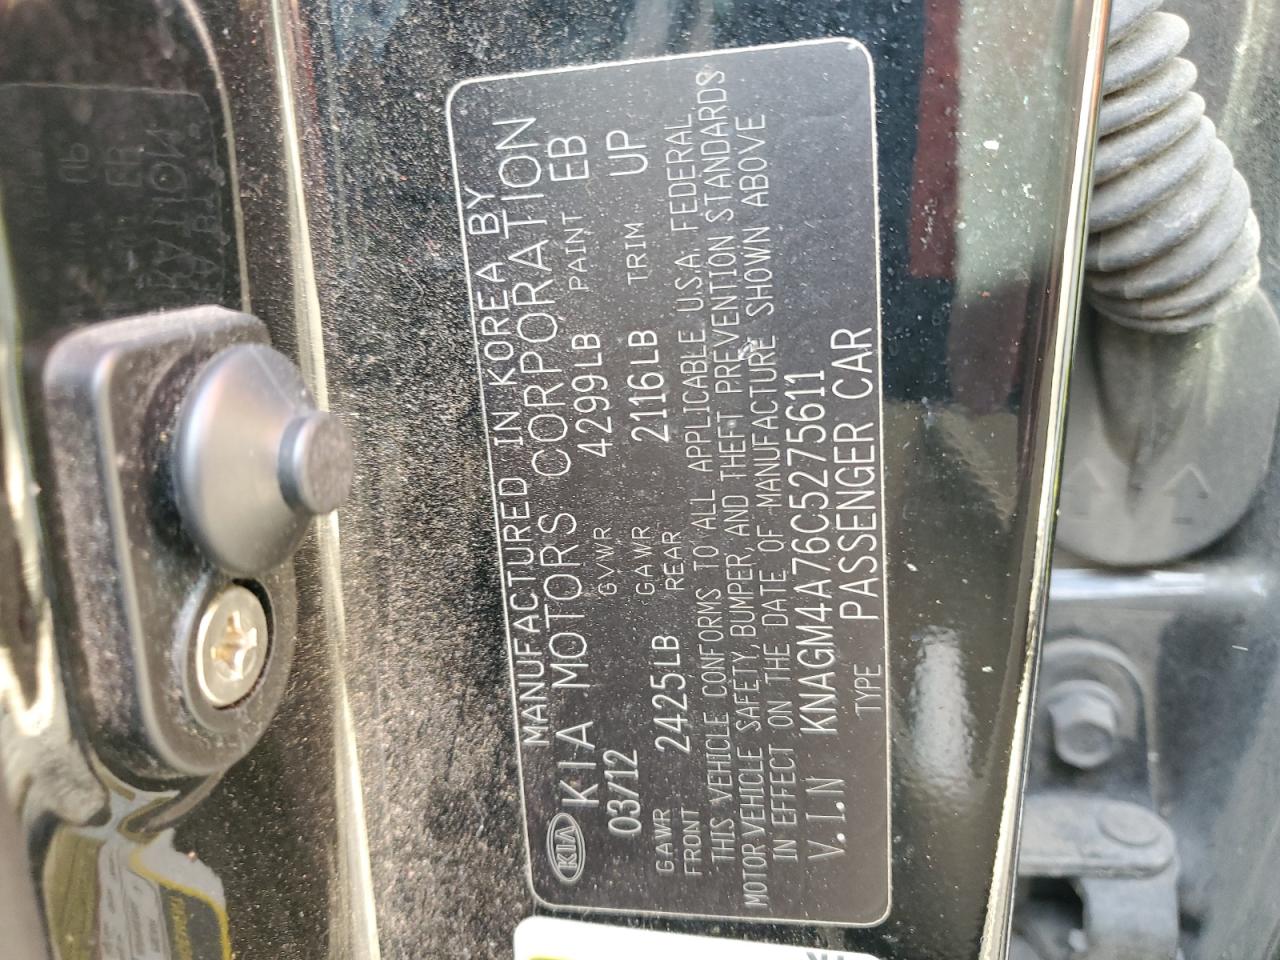 MANUFACTURED IN KOREA BY
KIA KIA MOTORS CORPORATION
03/12 GVWR 4299LB PAINT EB
GAWR FRONT 2425LB GAWR REAR 2116LB TRIM UP
THIS VEHICLE CONFORMS TO ALL APPLICABLE U.S.A. FEDERAL
MOTOR VEHICLE SAFETY, BUMPER, AND THEFT PREVENTION STANDARDS
IN EFFECT ON THE DATE OF MANUFACTURE SHOWN ABOVE
V.I.N KNAGM4A76C5275611
TYPE PASSENGER CAR